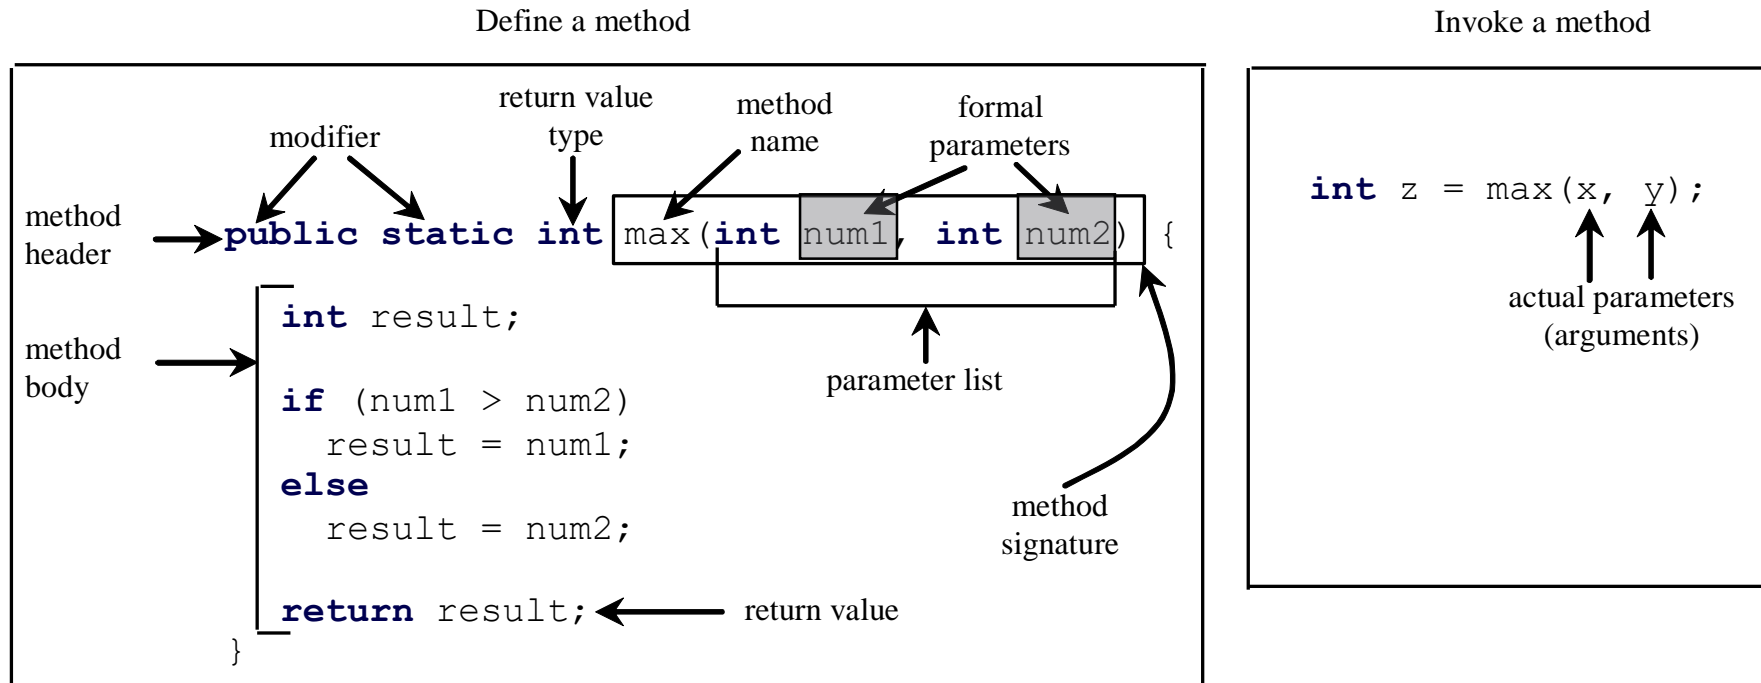 Define a method
Invoke a method
return value
type
method
name
formal
parameters
modifier
method
header
public static int max(int num1, int num2) {
int result;
method
body
parameter list
if (num1 > num2)
result = num1;
else
result = num2;
method
signature
return result;
return value
}
int z = max(x, y);
actual parameters
(arguments)